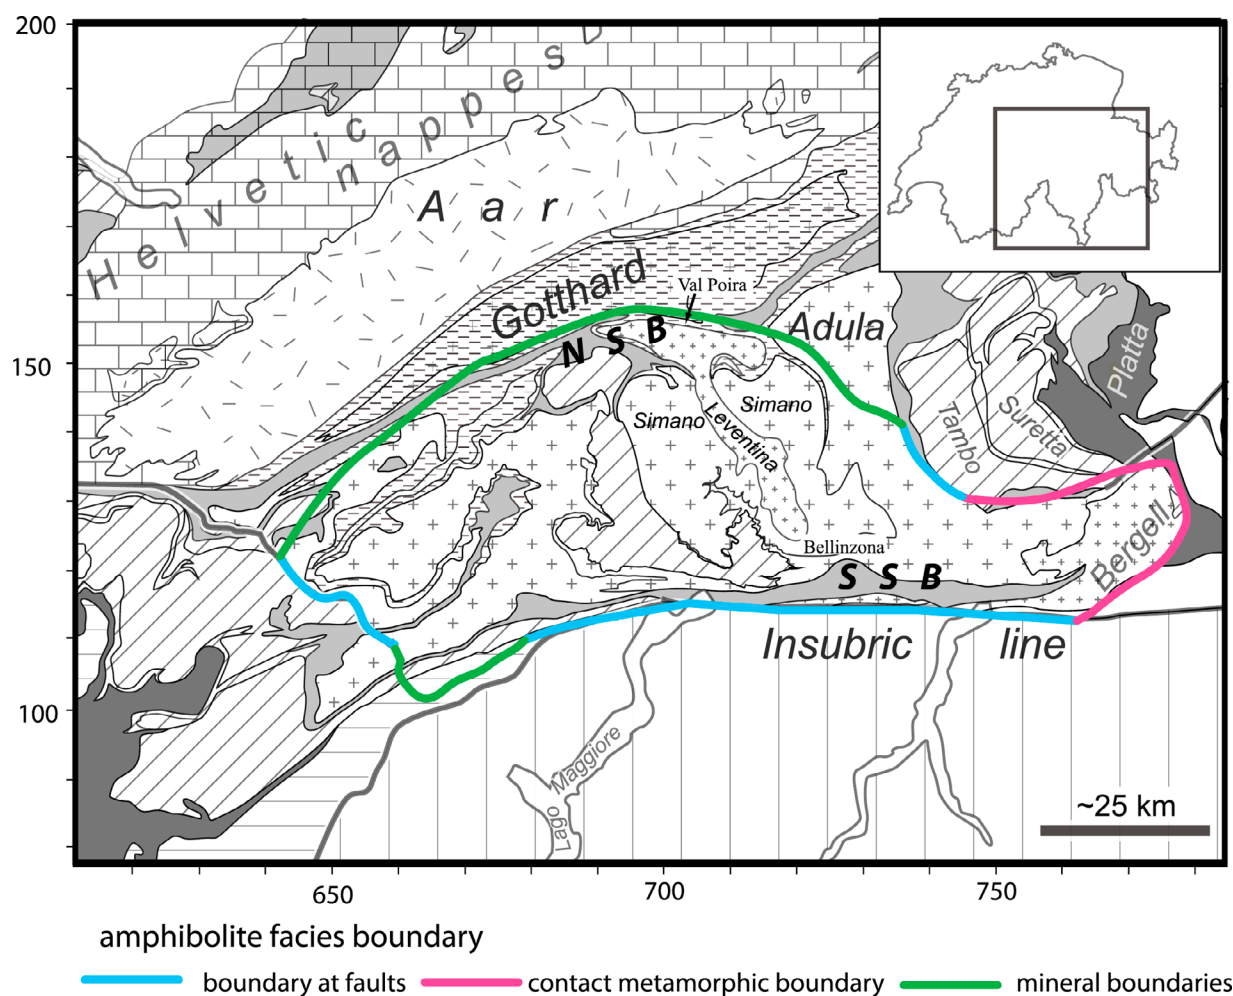 200
Helvetic
nappes
Aar
Gotthard
Val Poira
Adula
Platta
N S B
150
Simano
Simano
Leventina
Tambo
Suretta
Bellinzona
Bergell
S S B
Insubric line
100
Lago Maggiore
~25 km
650
700
750
amphibolite facies boundary
boundary at faults
contact metamorphic boundary
mineral boundaries